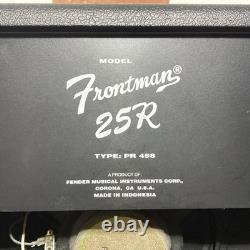 MODEL
Frontman®
25R
TYPE: PR 498
A PRODUCT OF
FENDER MUSICAL INSTRUMENTS CORP.
CORONA, CA U.S.A.
MADE IN INDONESIA